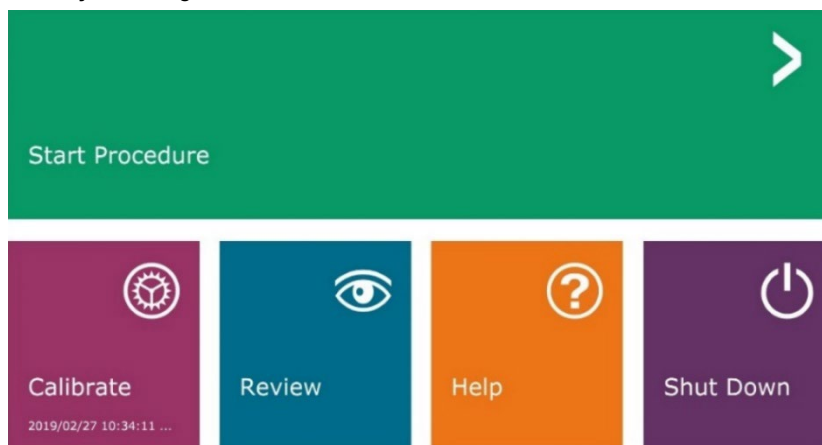 Start Procedure
Calibrate
2019/02/27 10:34:11 ...
Review
Help
Shut Down